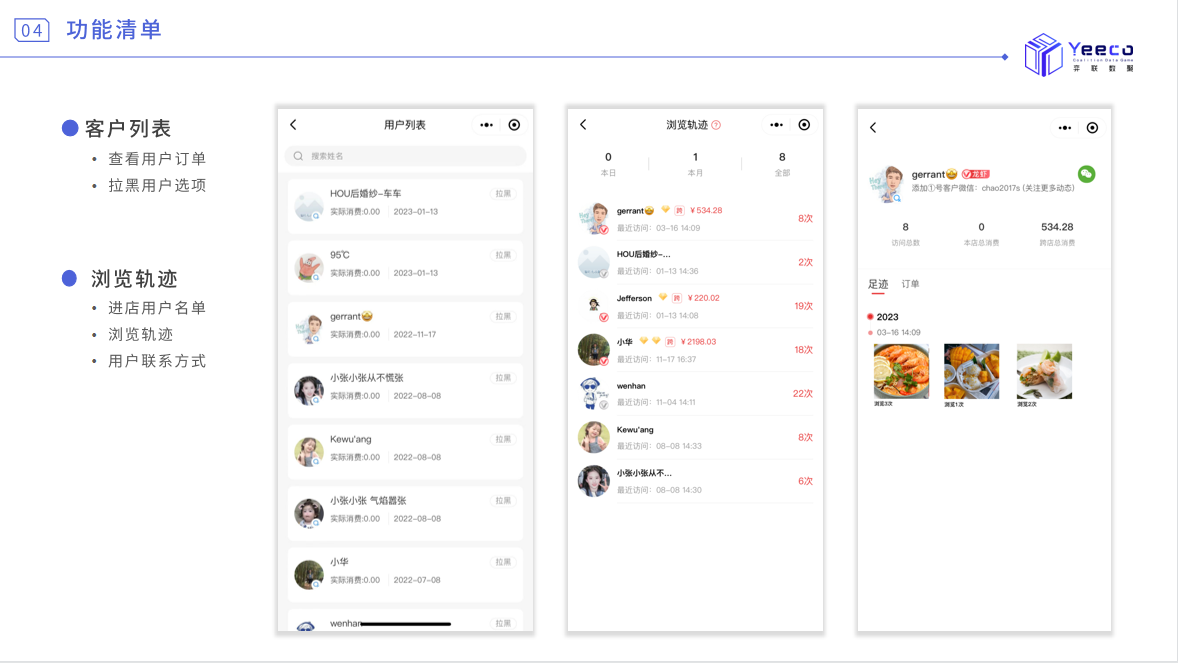 04 功能清单
Yeeco
Coalition Data Game
弈 联 数 聚
客户列表
• 查看用户订单
• 拉黑用户选项
浏览轨迹
• 进店用户名单
• 浏览轨迹
• 用户联系方式
用户列表
搜索姓名
HOU后婚纱-车车 拉黑
实际消费:0.00 2023-01-13
95℃ 拉黑
实际消费:0.00 2023-01-13
gerrant🤩 拉黑
实际消费:0.00 2022-11-17
小张小张从不慌张 拉黑
实际消费:0.00 2022-08-08
Kewu'ang 拉黑
实际消费:0.00 2022-08-08
小张小张 气焰嚣张 拉黑
实际消费:0.00 2022-08-08
小华 拉黑
实际消费:0.00 2022-07-08
wenhan 拉黑
浏览轨迹 ?
0 1 8
本日 本月 全部
gerrant🤩 跨 ¥534.28 8次
最近访问: 03-16 14:09
HOU后婚纱-... 2次
最近访问: 01-13 14:36
Jefferson 跨 ¥220.02 19次
最近访问: 01-13 14:08
小华 跨 ¥2198.03 18次
最近访问: 11-17 16:37
wenhan 22次
最近访问: 11-04 14:11
Kewu'ang 8次
最近访问: 08-08 14:33
小张小张从不... 6次
最近访问: 08-08 14:30
gerrant🤩 龙虾
添加①号客户微信: chao2017s (关注更多动态)
8 0 534.28
访问总数 本店总消费 跨店总消费
足迹 订单
2023
03-16 14:09
浏览3次 浏览1次 浏览2次